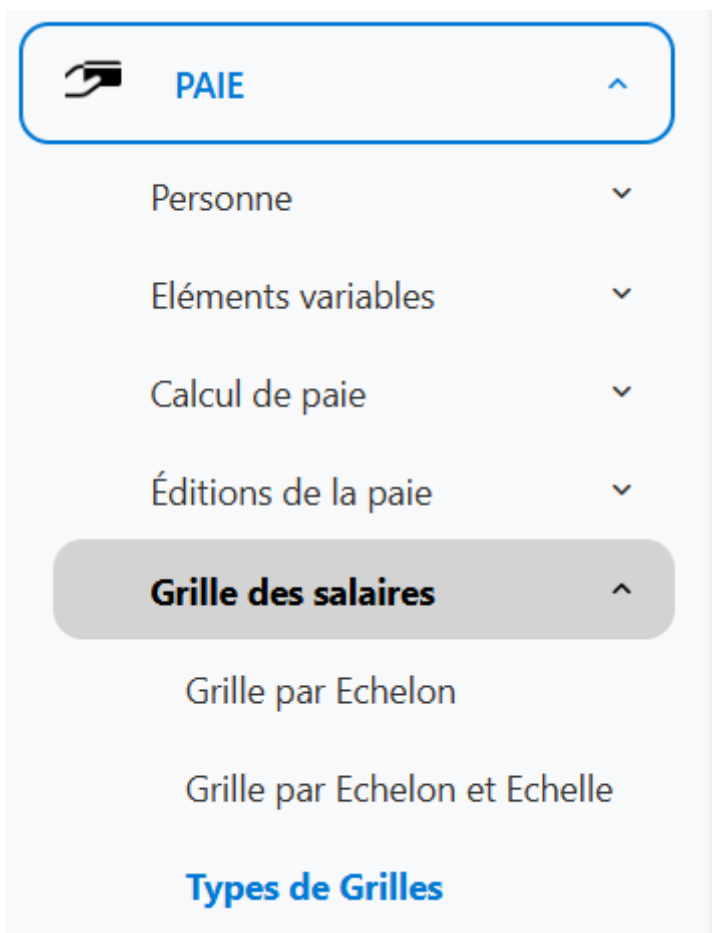 PAIE
Personne
Eléments variables
Calcul de paie
Éditions de la paie
Grille des salaires
Grille par Echelon
Grille par Echelon et Echelle
Types de Grilles